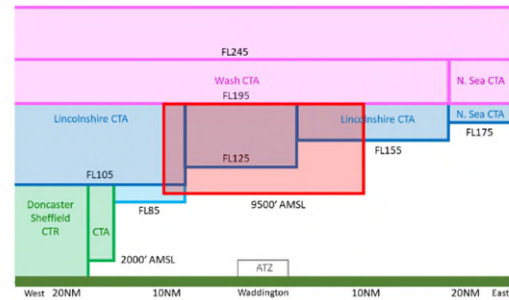 FL245
Wash CTA
N. Sea CTA
FL195
Lincolnshire CTA
Lincolnshire CTA
N. Sea CTA
FL175
FL105
FL125
FL155
Doncaster
Sheffield
CTR
CTA
FL85
9500' AMSL
2000' AMSL
ATZ
West 20NM 10NM Waddington 10NM 20NM East